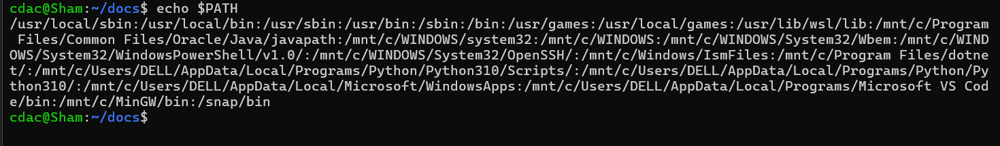 cdac@Sham:~/docs$ echo $PATH
/usr/local/sbin:/usr/local/bin:/usr/sbin:/usr/bin:/sbin:/bin:/usr/games:/usr/local/games:/usr/lib/wsl/lib:/mnt/c/Program
 Files/Common Files/Oracle/Java/javapath:/mnt/c/WINDOWS/system32:/mnt/c/WINDOWS:/mnt/c/WINDOWS/System32/Wbem:/mnt/c/WIND
OWS/System32/WindowsPowerShell/v1.0/:/mnt/c/WINDOWS/System32/OpenSSH/:/mnt/c/Windows/IsmFiles:/mnt/c/Program Files/dotne
t/:/mnt/c/Users/DELL/AppData/Local/Programs/Python/Python310/Scripts/:/mnt/c/Users/DELL/AppData/Local/Programs/Python/Py
thon310/:/mnt/c/Users/DELL/AppData/Local/Microsoft/WindowsApps:/mnt/c/Users/DELL/AppData/Local/Programs/Microsoft VS Cod
e/bin:/mnt/c/MinGW/bin:/snap/bin
cdac@Sham:~/docs$